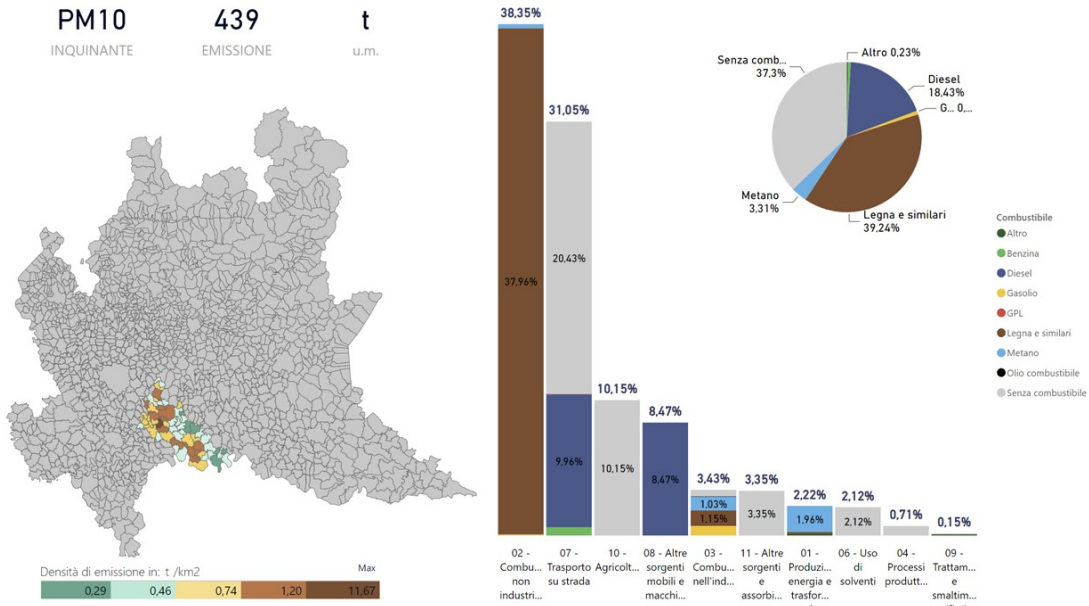 PM10
INQUINANTE
439
EMISSIONE
t
u.m.
Densità di emissione in: t /km2
Max
0,29
0,46
0,74
1,20
11,67
38,35%
37.96%
31,05%
20,43%
9,96%
10,15%
10,15%
8,47%
8,47%
3,43%
1,03%
1,15%
3,35%
3,35%
2,22%
1,96%
2,12%
2,12%
0,71%
0,15%
02 -
Combu...
non
industri...
07 -
Trasporto
su strada
10 -
Agricolt...
08 - Altre
sorgenti
mobili e
macchi...
03 -
Combu...
nell'ind...
11 - Altre
sorgenti
e
assorbi...
01 -
Produzi...
energia e
trasfor...
06 - Uso
di
solventi
04 -
Processi
produtt...
09 -
Trattam...
e
smaltim...
Altro 0,23%
Diesel
18,43%
G... 0,...
Legna e similari
39,24%
Metano
3,31%
Senza comb...
37,3%
Combustibile
Altro
Benzina
Diesel
Gasolio
GPL
Legna e similari
Metano
Olio combustibile
Senza combustibile